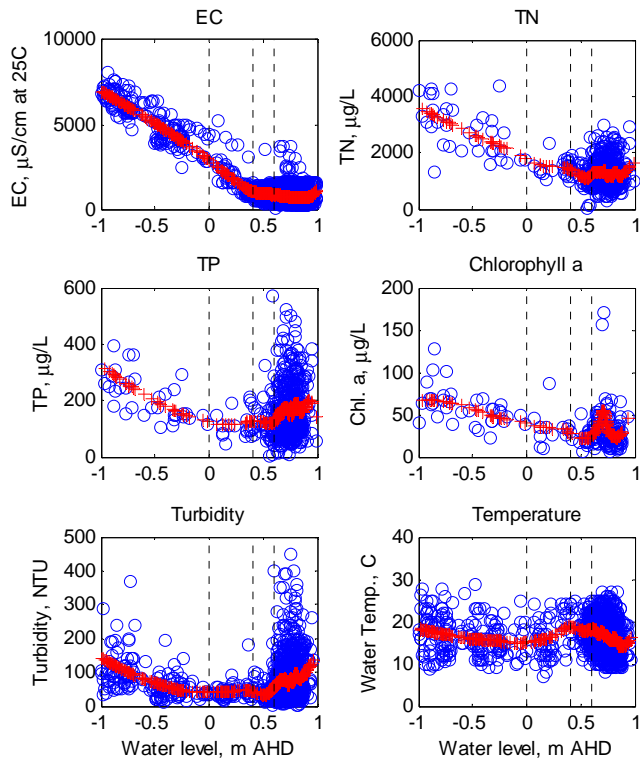 EC
TN
10000
5000
0
EC, µS/cm at 25C
-1 -0.5 0 0.5 1
6000
4000
2000
0
TN, µg/L
-1 -0.5 0 0.5 1
TP
Chlorophyll a
600
400
200
0
TP, µg/L
-1 -0.5 0 0.5 1
200
150
100
50
0
Chl. a, µg/L
-1 -0.5 0 0.5 1
Turbidity
Temperature
500
400
300
200
100
0
Turbidity, NTU
-1 -0.5 0 0.5 1
Water level, m AHD
40
30
20
10
0
Water Temp., C
-1 -0.5 0 0.5 1
Water level, m AHD